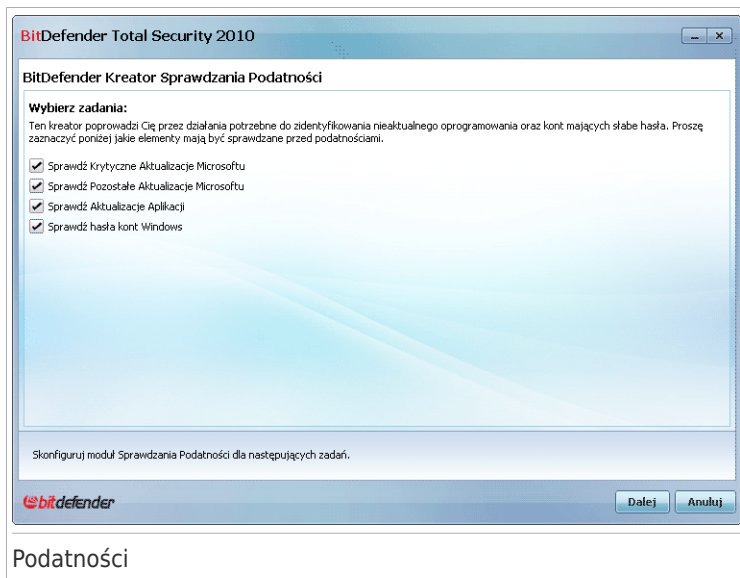 BitDefender Total Security 2010
BitDefender Kreator Sprawdzania Podatności
Wybierz zadania:
Ten kreator poprowadzi Cię przez działania potrzebne do zidentyfikowania nieaktualnego oprogramowania oraz kont mających słabe hasła. Proszę
zaznaczyć poniżej jakie elementy mają być sprawdzane przed podatnościami.
Sprawdź Krytyczne Aktualizacje Microsoftu
Sprawdź Pozostałe Aktualizacje Microsoftu
Sprawdź Aktualizacje Aplikacji
Sprawdź hasła kont Windows
Skonfiguruj moduł Sprawdzania Podatności dla następujących zadań.
bitdefender
Dalej Anuluj
Podatności